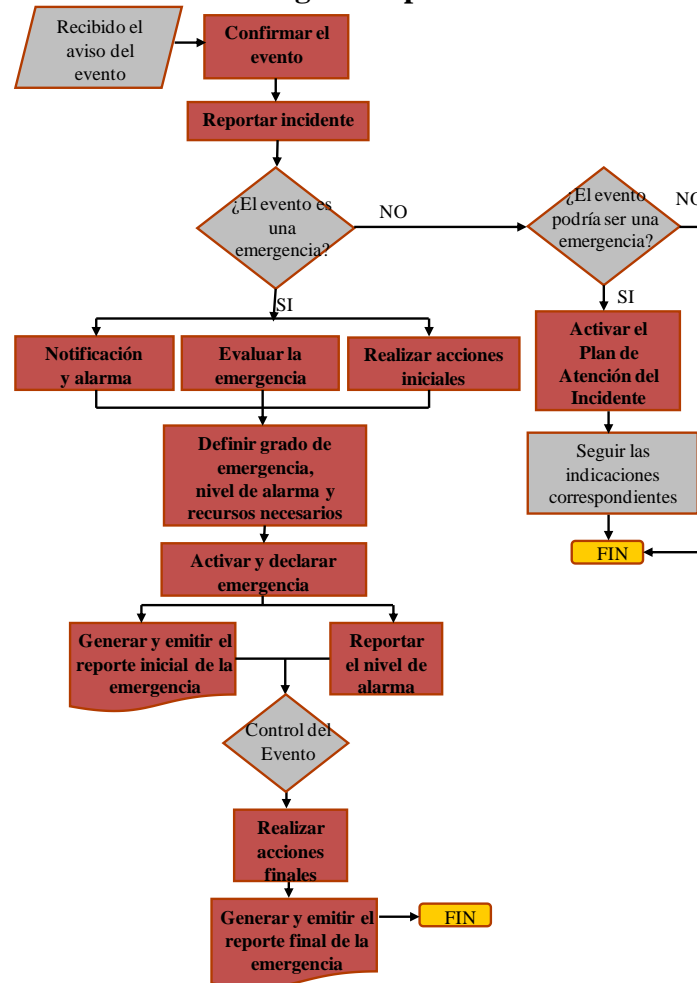 Recibido el
aviso del
evento
Confirmar el
evento
Reportar incidente
¿El evento es
una
emergencia?
NO
¿El evento
podría ser una
emergencia?
NO
SI
SI
Notificación
y alarma
Evaluar la
emergencia
Realizar acciones
iniciales
Activar el
Plan de
Atención del
Incidente
Definir grado de
emergencia,
nivel de alarma y
recursos necesarios
Seguir las
indicaciones
correspondientes
FIN
Activar y declarar
emergencia
Generar y emitir el
reporte inicial de la
emergencia
Reportar
el nivel de
alarma
Control del
Evento
Realizar
acciones
finales
Generar y emitir el
reporte final de la
emergencia
FIN